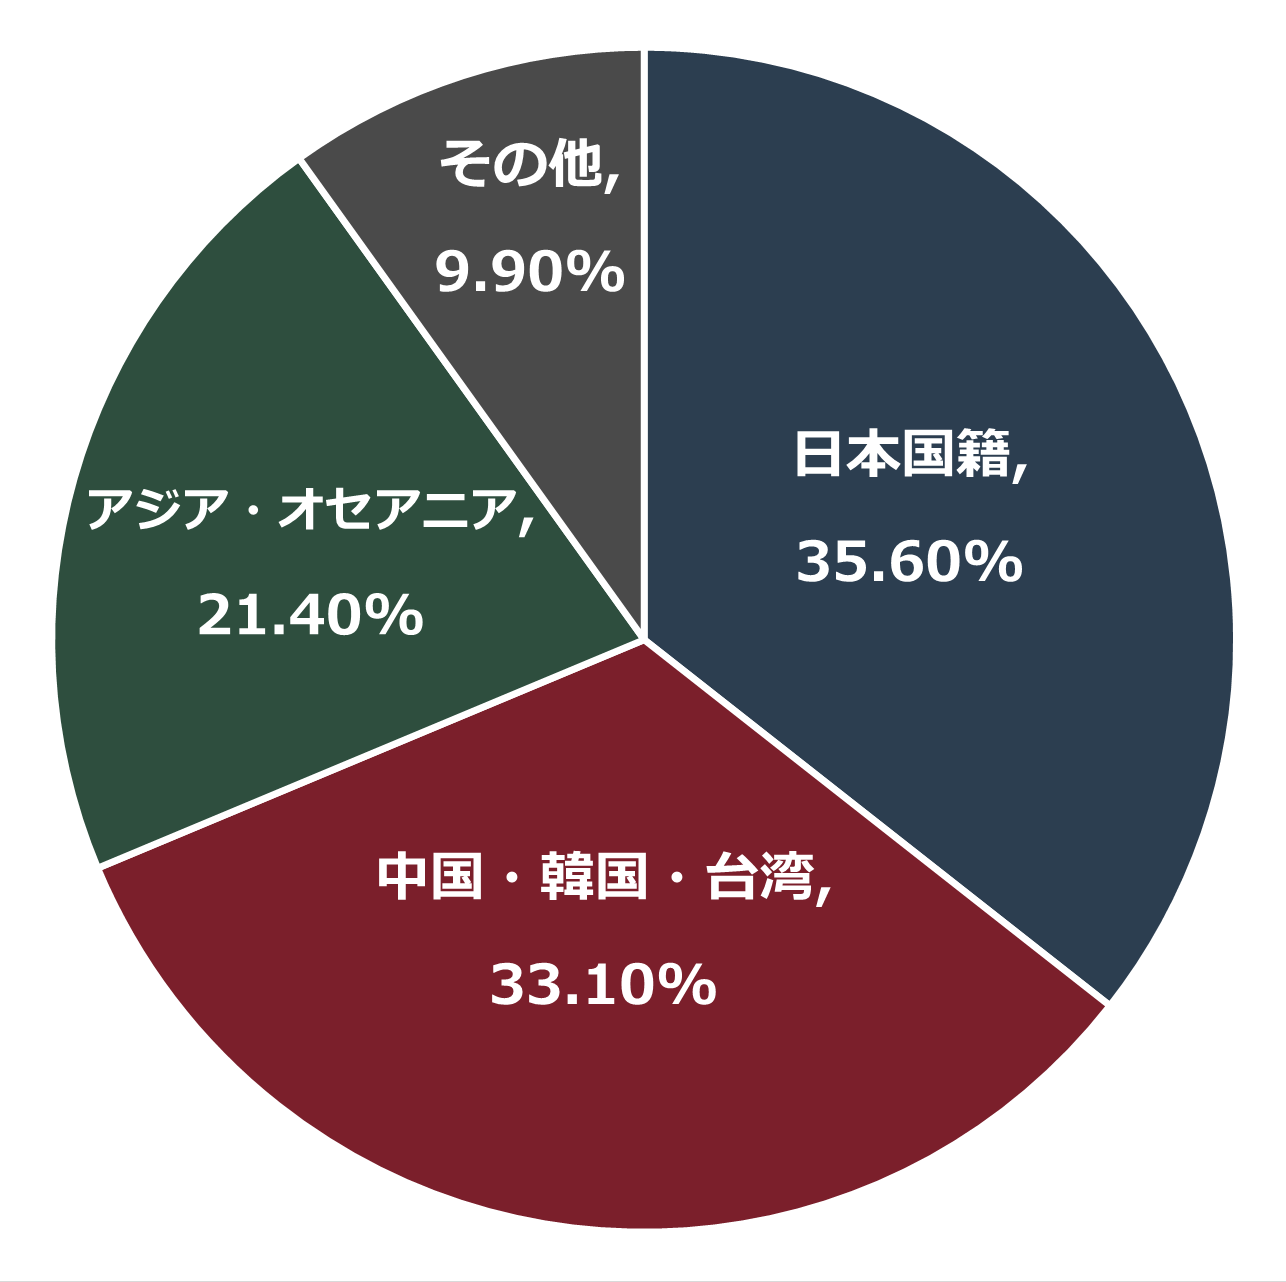 その他,
9.90%
日本国籍,
35.60%
アジア・オセアニア,
21.40%
中国・韓国・台湾,
33.10%